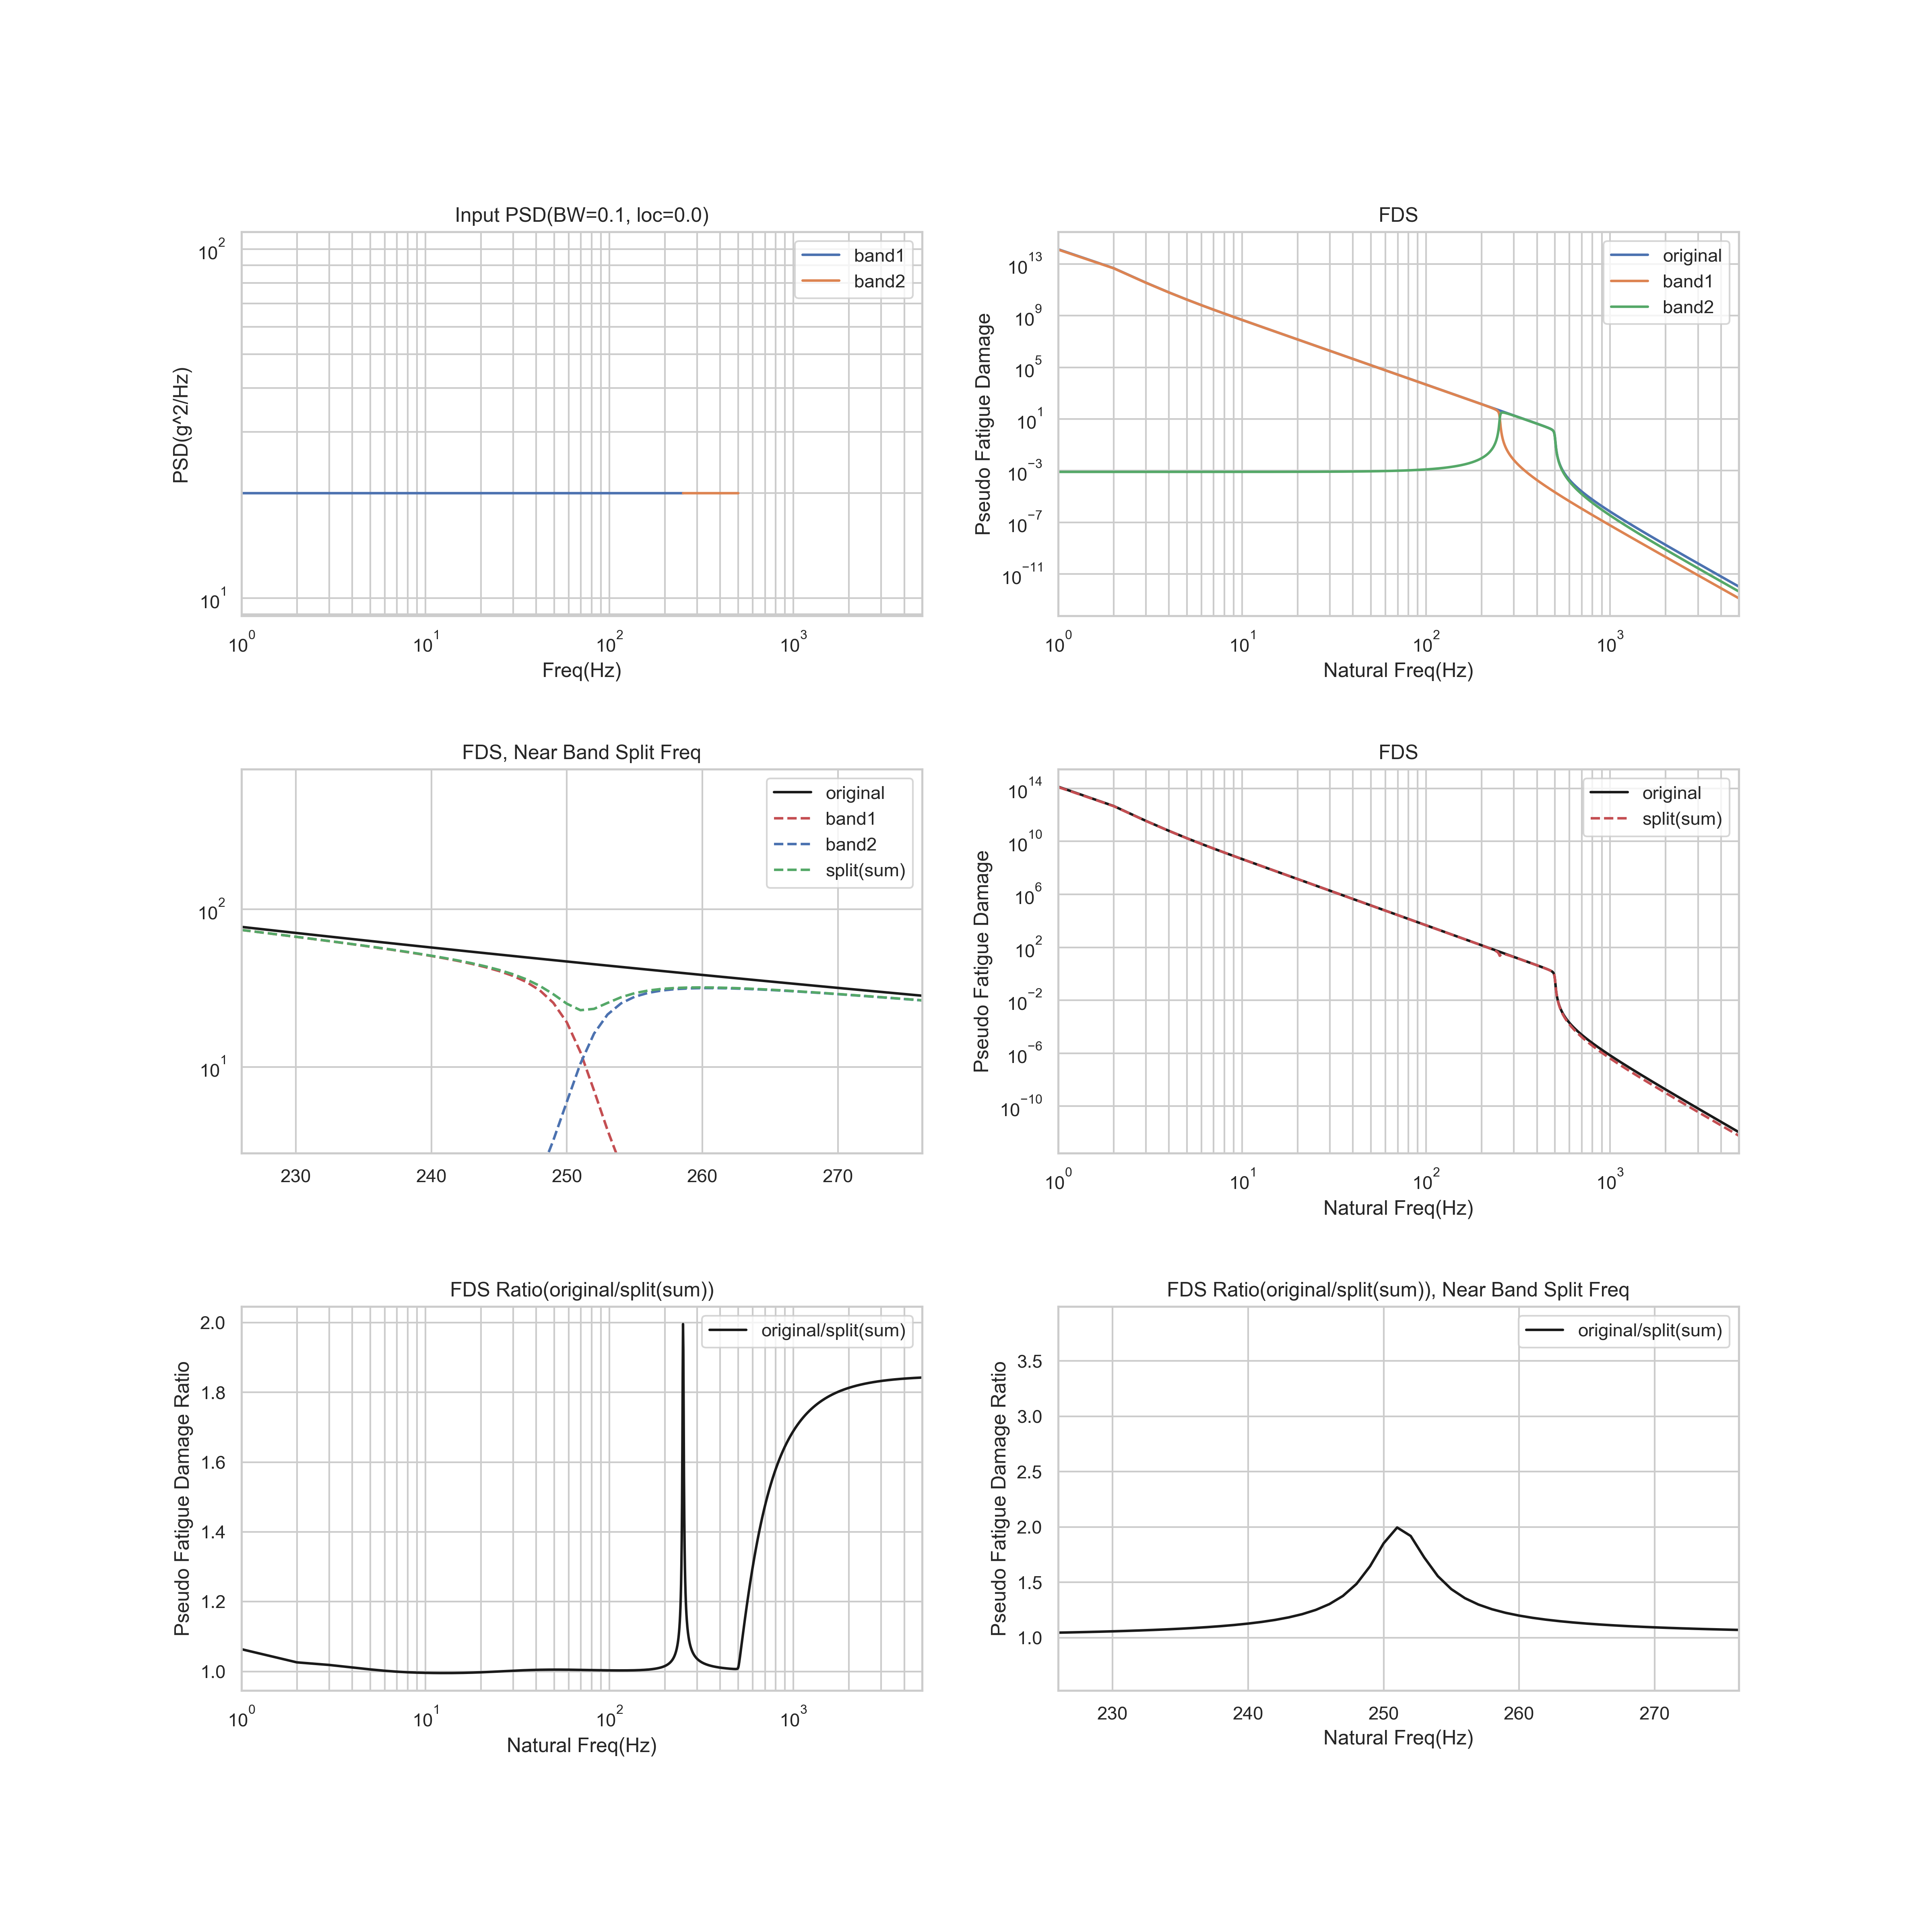 Input PSD(BW=0.1, loc=0.0)
PSD(g^2/Hz)
10^2
10^1
band1
band2
10^0 10^1 10^2 10^3
Freq(Hz)
FDS
Pseudo Fatigue Damage
10^13
10^9
10^5
10^1
10^−3
10^−7
10^−11
original
band1
band2
10^0 10^1 10^2 10^3
Natural Freq(Hz)
FDS, Near Band Split Freq
10^2
10^1
original
band1
band2
split(sum)
230 240 250 260 270
FDS
Pseudo Fatigue Damage
10^14
10^10
10^6
10^2
10^−2
10^−6
10^−10
original
split(sum)
10^0 10^1 10^2 10^3
Natural Freq(Hz)
FDS Ratio(original/split(sum))
Pseudo Fatigue Damage Ratio
2.0
1.8
1.6
1.4
1.2
1.0
original/split(sum)
10^0 10^1 10^2 10^3
Natural Freq(Hz)
FDS Ratio(original/split(sum)), Near Band Split Freq
Pseudo Fatigue Damage Ratio
3.5
3.0
2.5
2.0
1.5
1.0
original/split(sum)
230 240 250 260 270
Natural Freq(Hz)